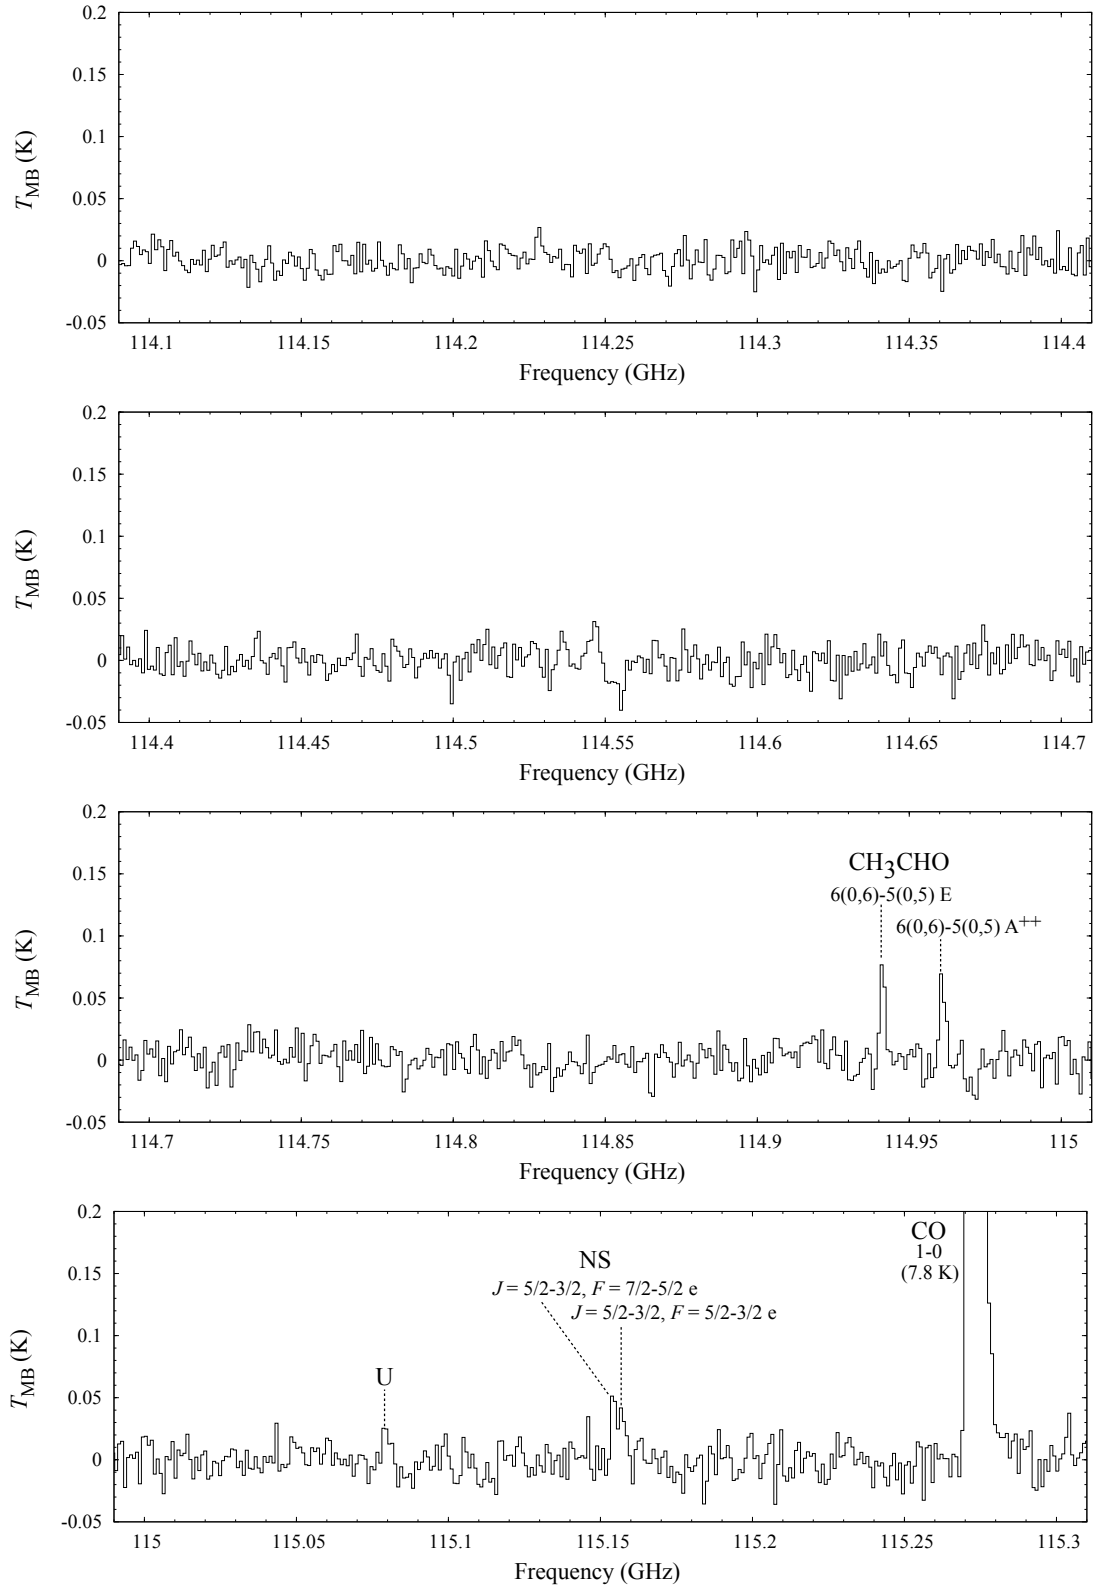 0.2
0.15
0.1
0.05
0
-0.05
T_MB (K)
114.1 114.15 114.2 114.25 114.3 114.35 114.4
Frequency (GHz)
0.2
0.15
0.1
0.05
0
-0.05
T_MB (K)
114.4 114.45 114.5 114.55 114.6 114.65 114.7
Frequency (GHz)
0.2
0.15
0.1
0.05
0
-0.05
T_MB (K)
CH₃CHO
6(0,6)-5(0,5) E
6(0,6)-5(0,5) A⁺⁺
114.7 114.75 114.8 114.85 114.9 114.95 115
Frequency (GHz)
0.2
0.15
0.1
0.05
0
-0.05
T_MB (K)
CO
1-0
(7.8 K)
NS
J = 5/2-3/2, F = 7/2-5/2 e
J = 5/2-3/2, F = 5/2-3/2 e
U
115 115.05 115.1 115.15 115.2 115.25 115.3
Frequency (GHz)